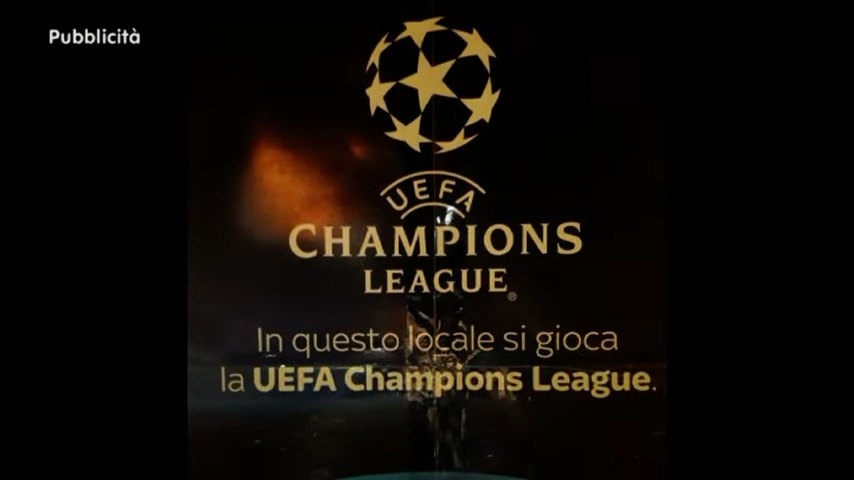 Pubblicità
UEFA
CHAMPIONS
LEAGUE®
In questo locale si gioca
la UEFA Champions League.